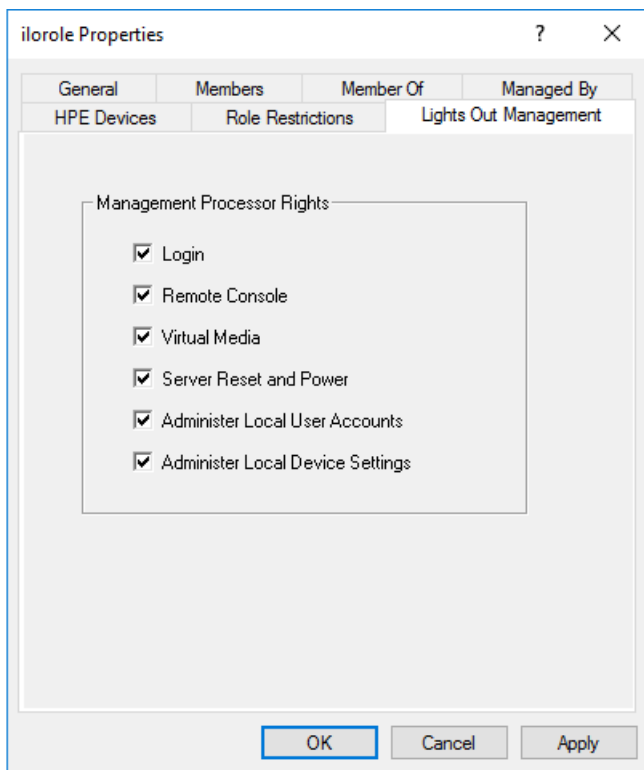 ilorole Properties ?
General Members Member Of Managed By
HPE Devices Role Restrictions Lights Out Management
Management Processor Rights
Login
Remote Console
Virtual Media
Server Reset and Power
Administer Local User Accounts
Administer Local Device Settings
OK Cancel Apply